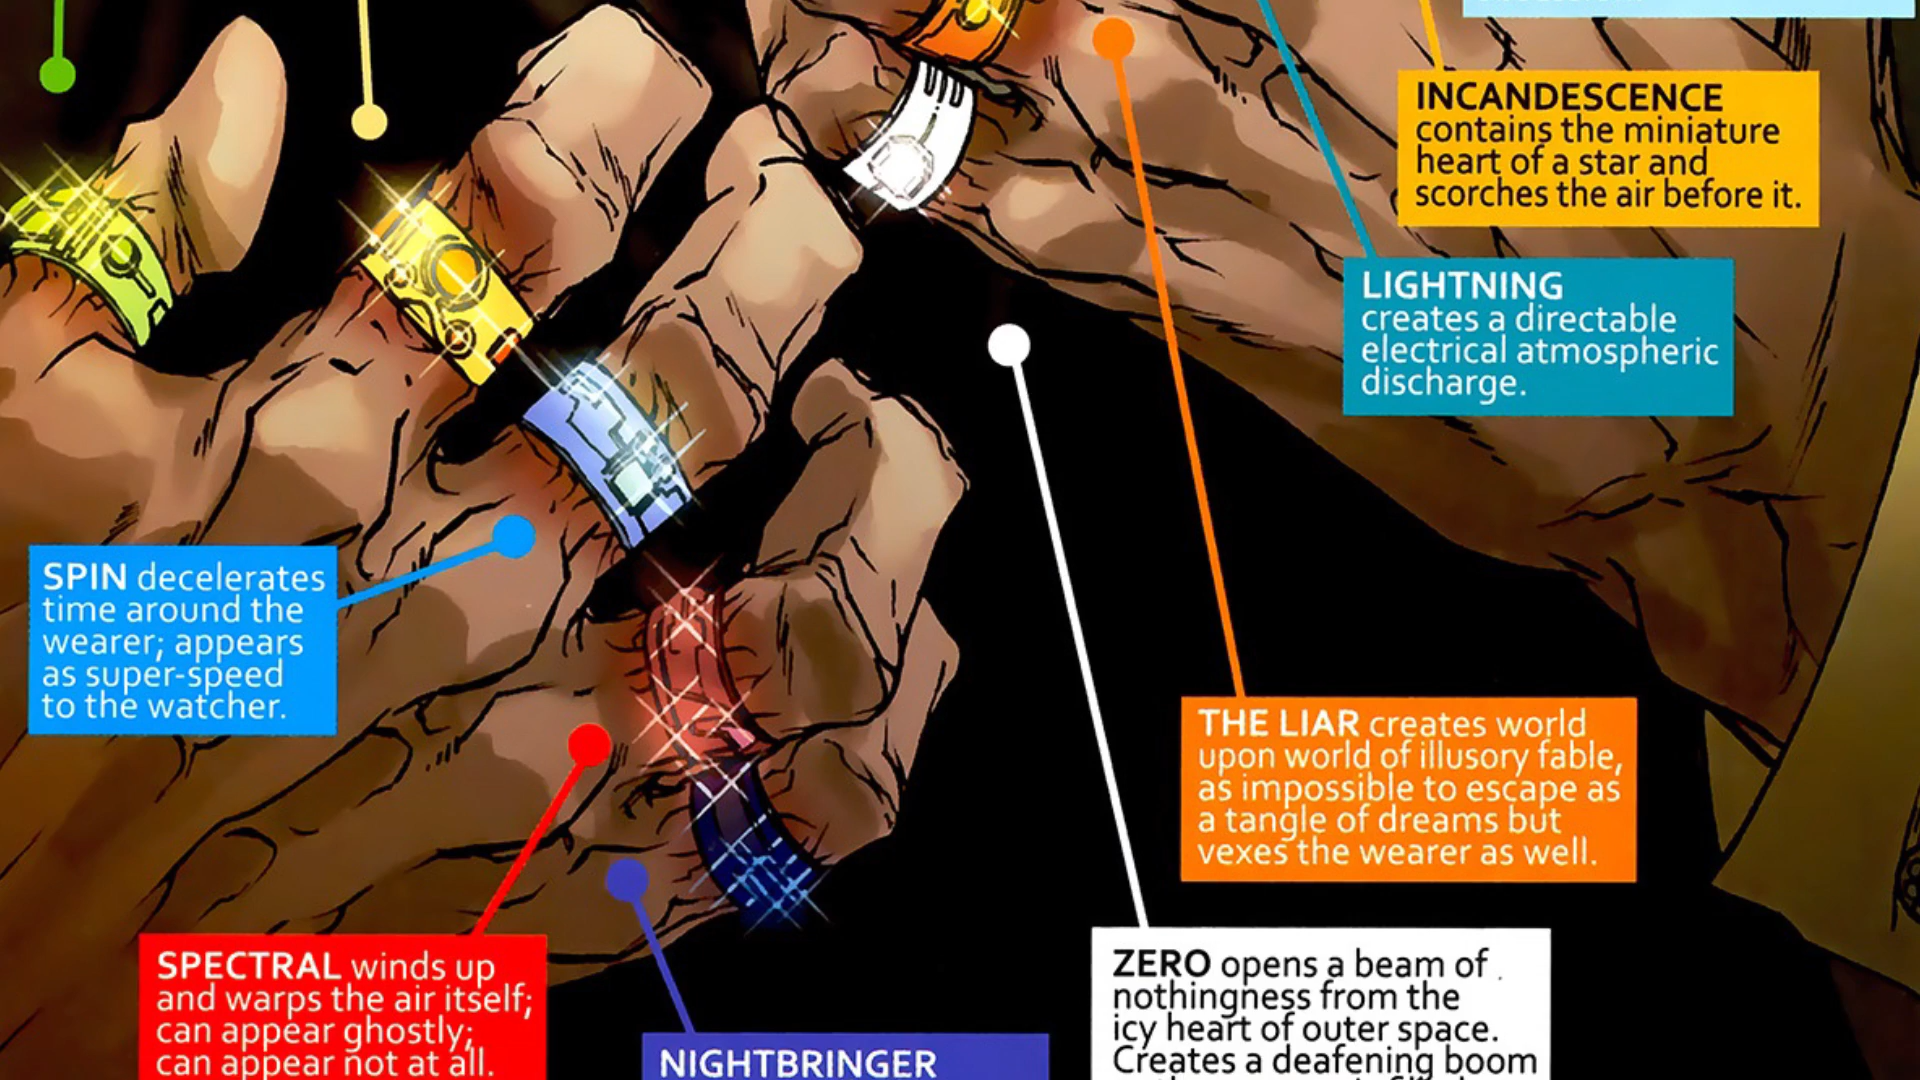 INCANDESCENCE
contains the miniature
heart of a star and
scorches the air before it.
LIGHTNING
creates a directable
electrical atmospheric
discharge.
SPIN decelerates
time around the
wearer; appears
as super-speed
to the watcher.
THE LIAR creates world
upon world of illusory fable,
as impossible to escape as
a tangle of dreams but
vexes the wearer as well.
SPECTRAL winds up
and warps the air itself;
can appear ghostly;
can appear not at all.
NIGHTBRINGER
ZERO opens a beam of
nothingness from the
icy heart of outer space.
Creates a deafening boom